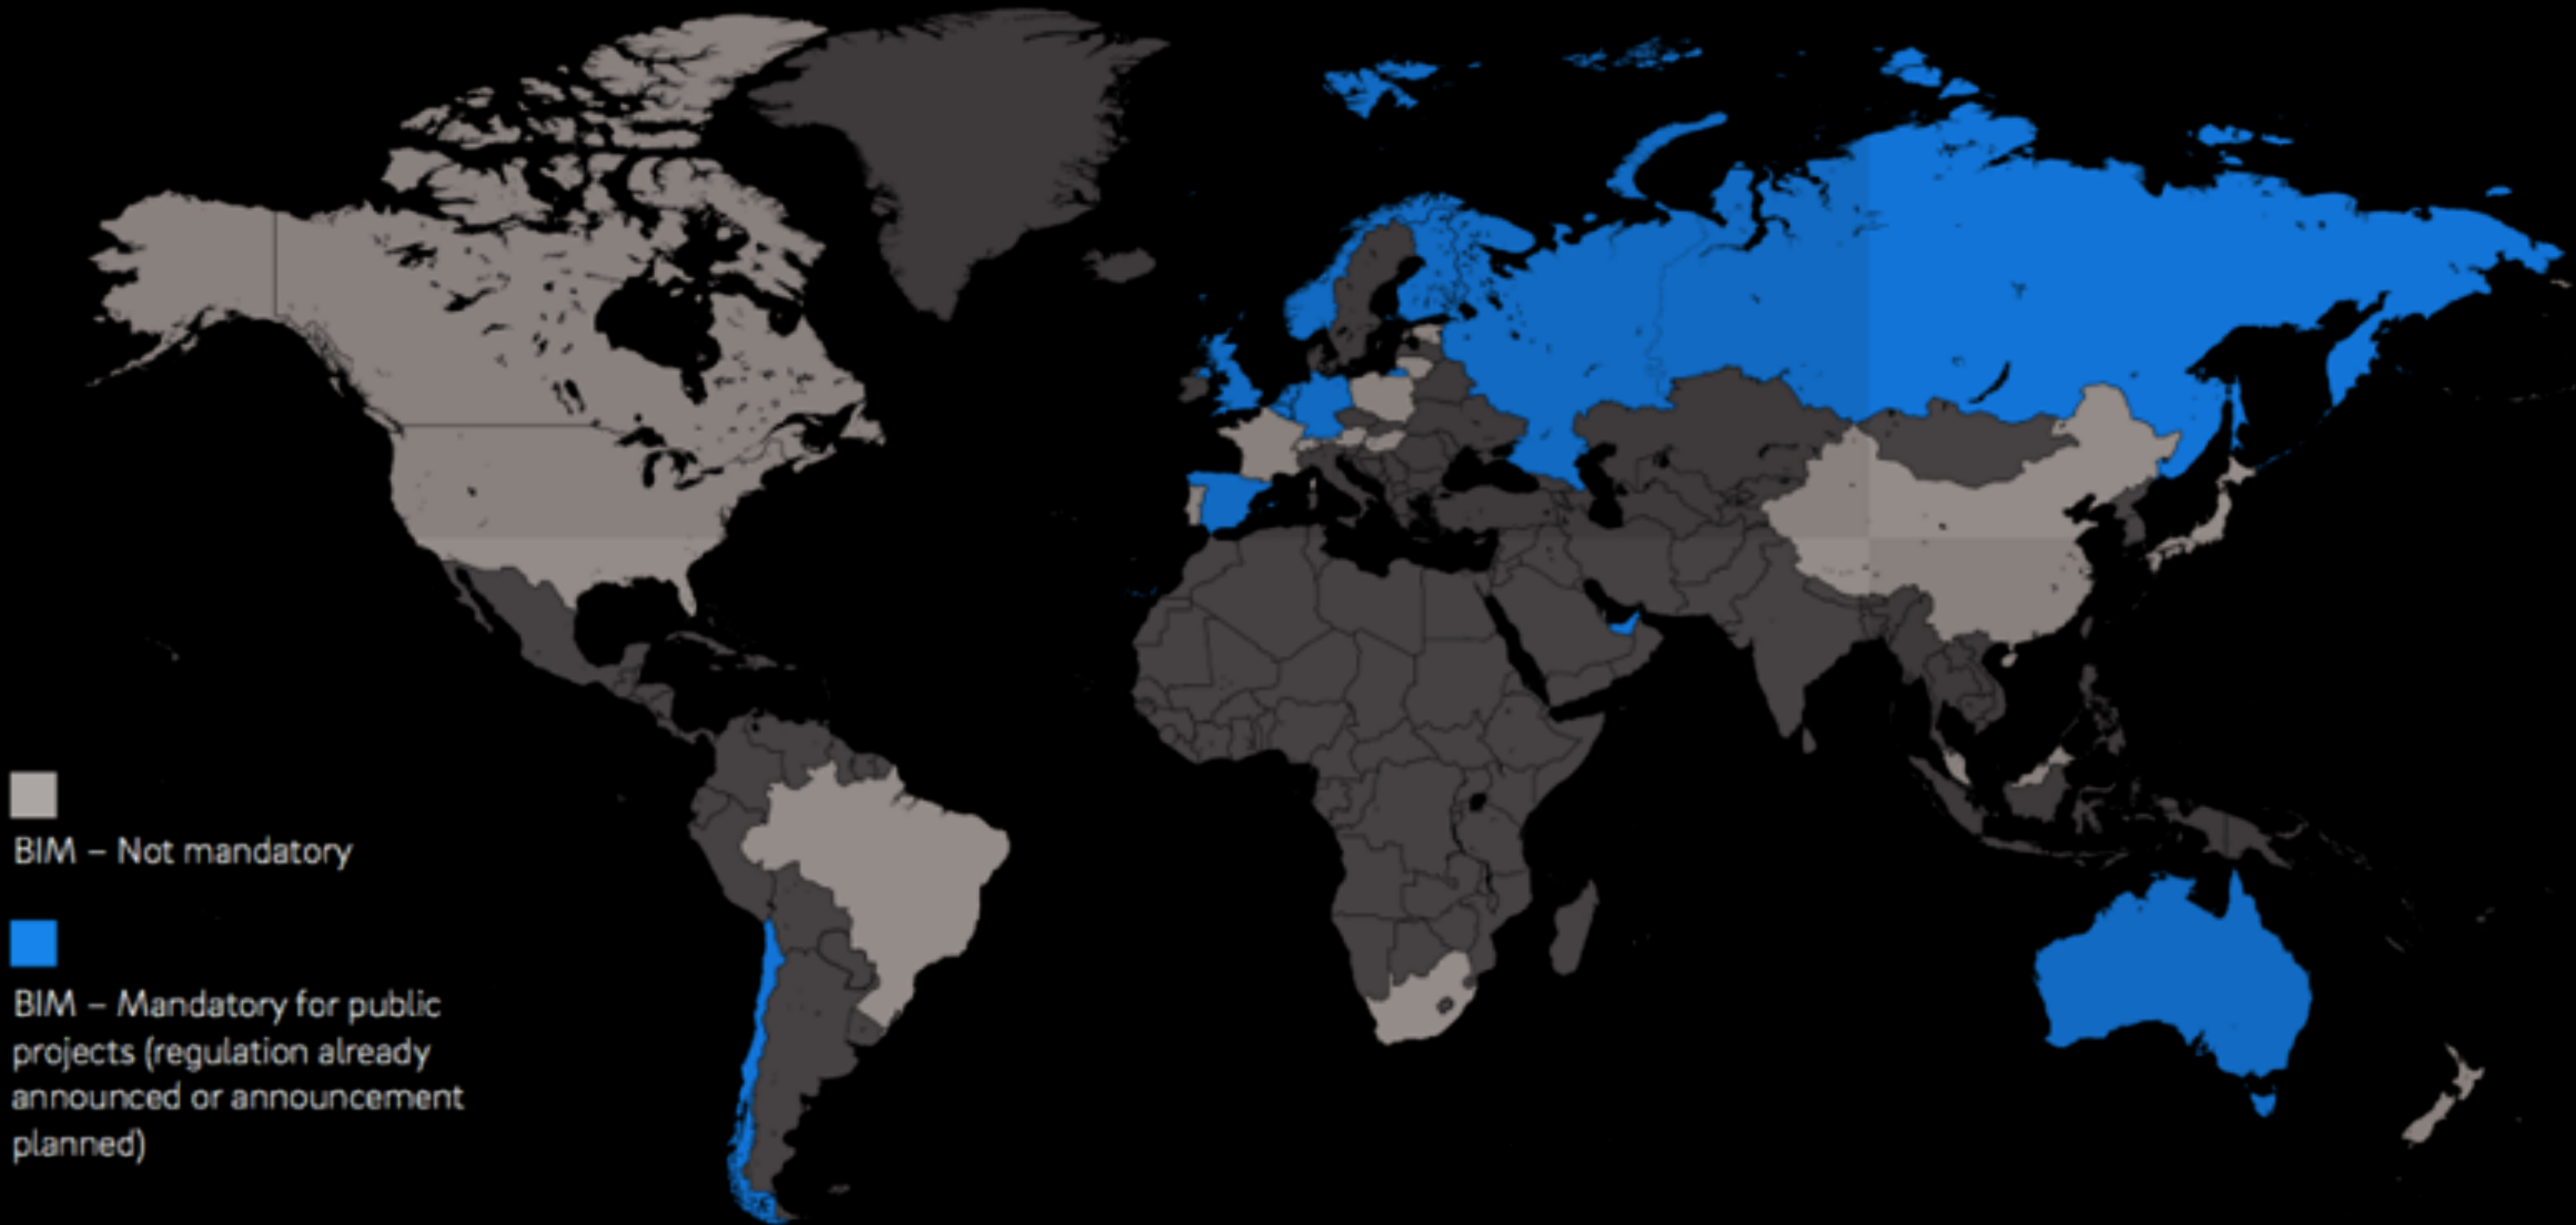 BIM – Not mandatory
BIM – Mandatory for public
projects (regulation already
announced or announcement
planned)